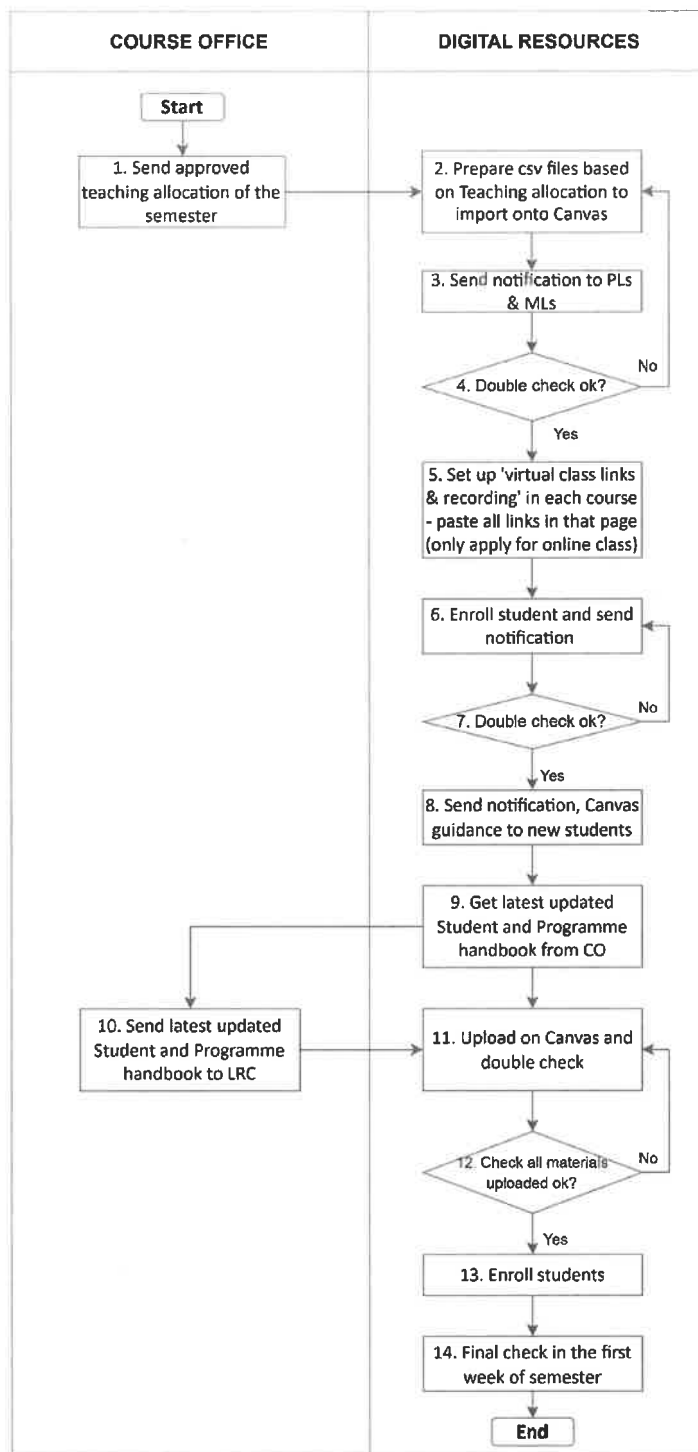 COURSE OFFICE
DIGITAL RESOURCES
Start
1. Send approved
teaching allocation of the
semester
2. Prepare csv files based
on Teaching allocation to
import onto Canvas
3. Send notification to PLs
& MLs
No
4. Double check ok?
Yes
5. Set up 'virtual class links
& recording' in each course
- paste all links in that page
(only apply for online class)
6. Enroll student and send
notification
No
7. Double check ok?
Yes
8. Send notification, Canvas
guidance to new students
9. Get latest updated
Student and Programme
handbook from CO
10. Send latest updated
Student and Programme
handbook to LRC
11. Upload on Canvas and
double check
No
12. Check all materials
uploaded ok?
Yes
13. Enroll students
14. Final check in the first
week of semester
End